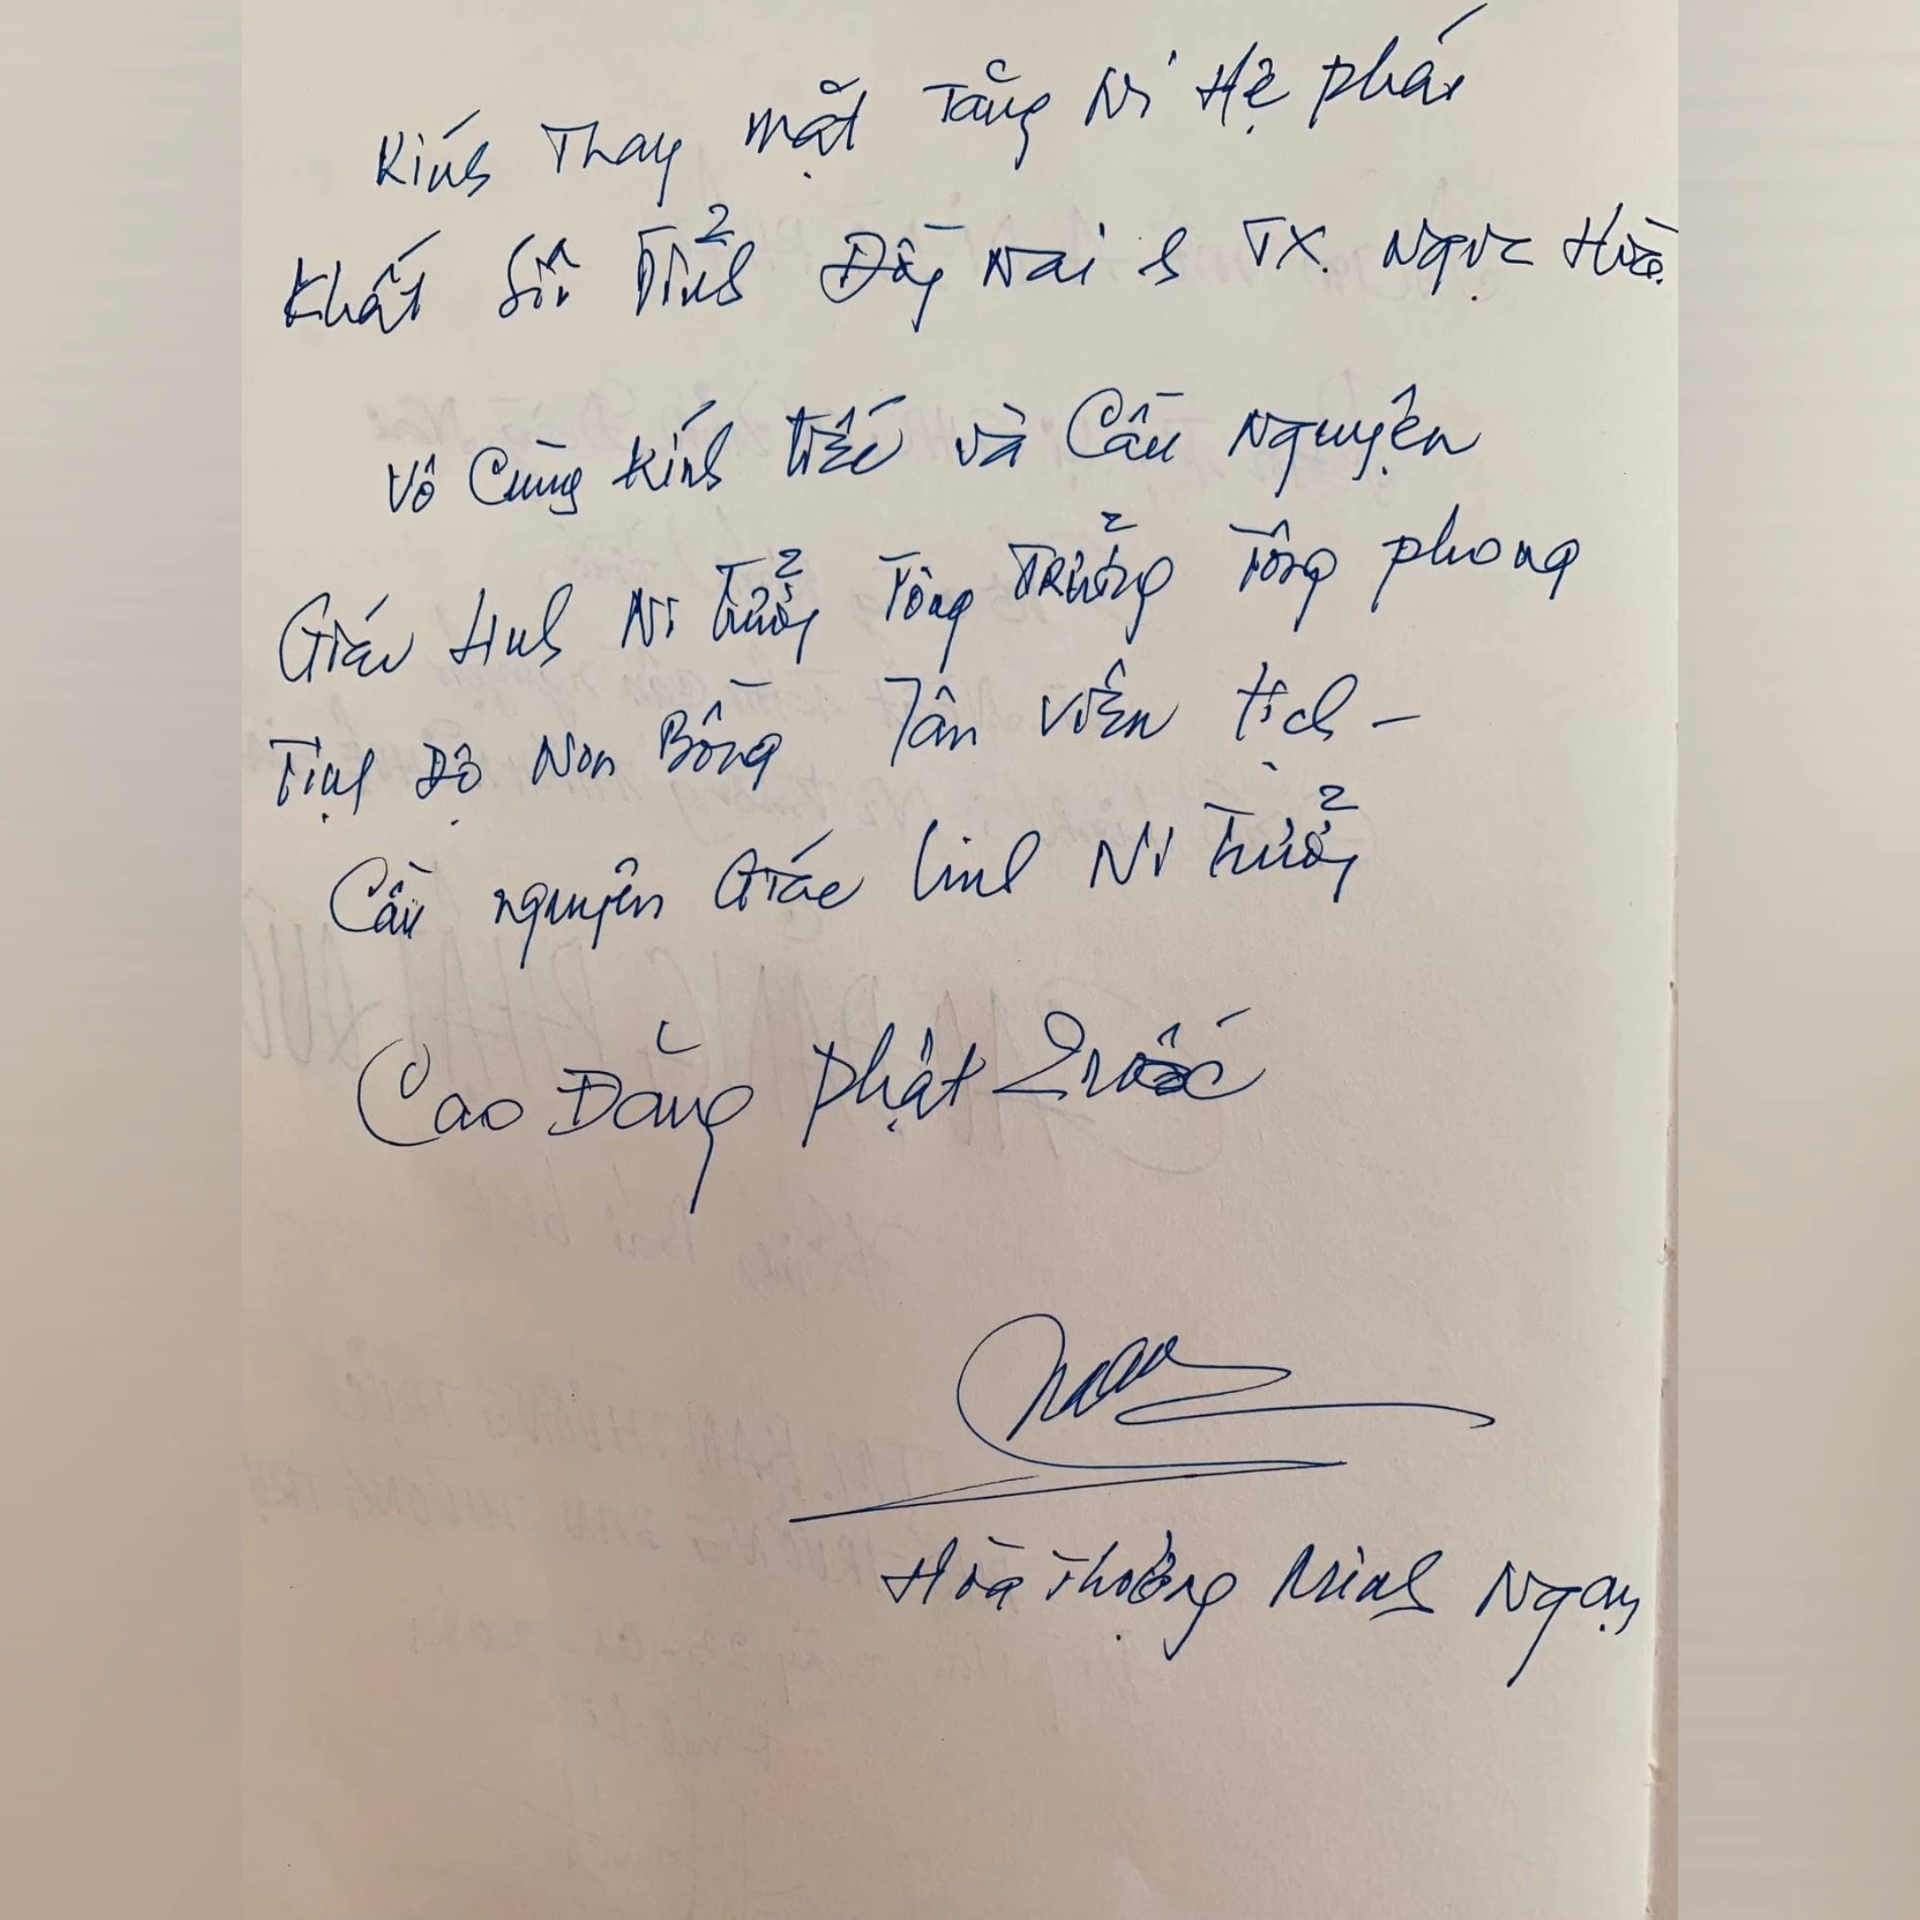 Kính Thay mặt Tăng Ni Hệ phái
Khất Sĩ Tỉnh Đồng Nai & TX. Ngọc
Vô Cùng Kính tiếc và Cầu Nguyện
Giác Linh Ni Trưởng Tông Trưởng Tông phong
Tịnh Độ Non Bồng Tân Viên tịch -
Cầu nguyện Giác linh Ni Trưởng
Cao Đăng Phật Quốc
Hòa Thượng Minh Ngạn